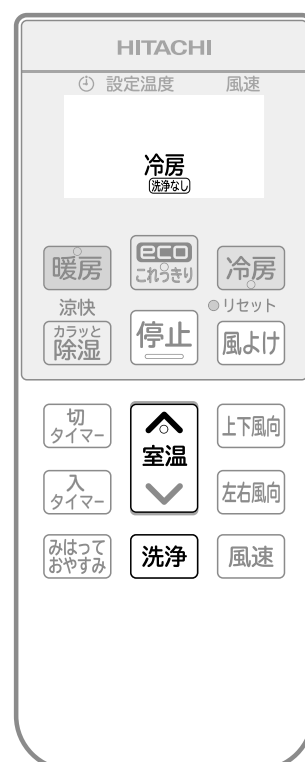 HITACHI
設定温度 風速
冷房
洗浄なし
暖房
eco
これっきり
冷房
涼快
カラッと
除湿
停止
リセット
風よけ
切
タイマー
室温
上下風向
入
タイマー
左右風向
みはって
おやすみ
洗浄
風速